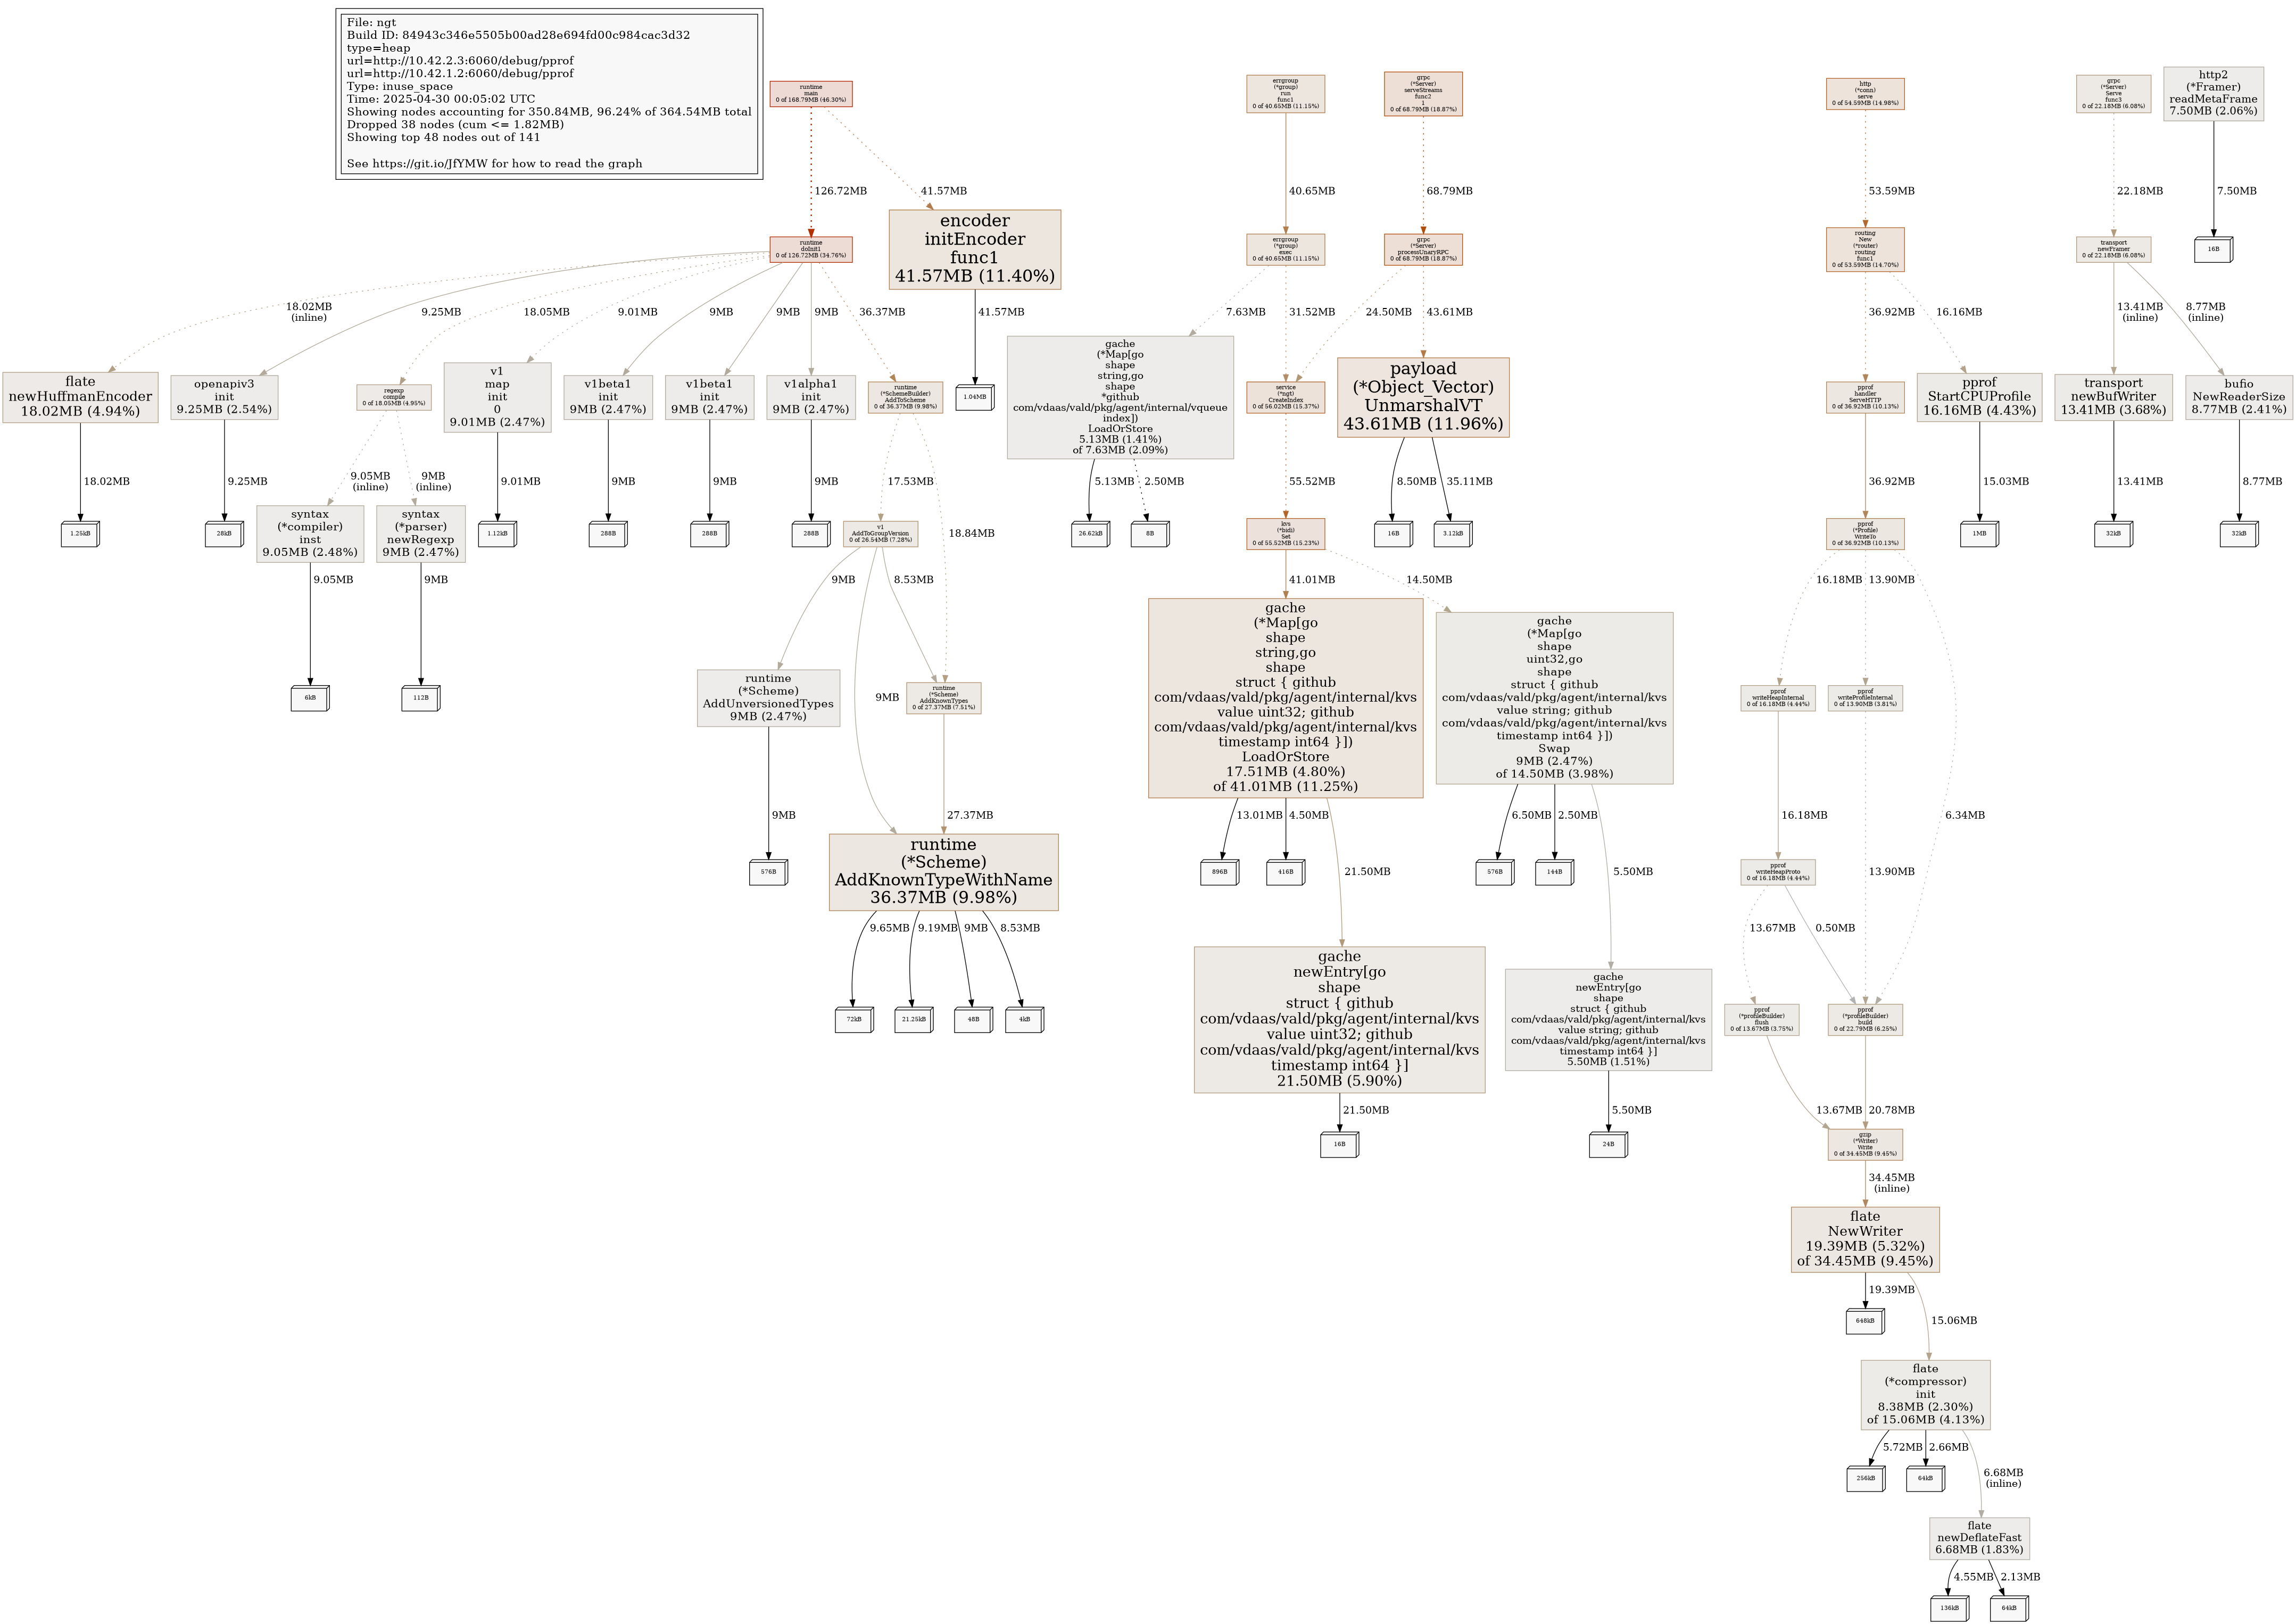 File: ngt
Build ID: 84943c346e5505b00ad28e694fd00c984cac3d32
type=heap
url=http://10.42.2.3:6060/debug/pprof
url=http://10.42.1.2:6060/debug/pprof
Type: inuse_space
Time: 2025-04-30 00:05:02 UTC
Showing nodes accounting for 350.84MB, 96.24% of 364.54MB total
Dropped 38 nodes (cum <= 1.82MB)
Showing top 48 nodes out of 141
See https://git.io/JfYMW for how to read the graph
runtime
main
0 of 168.79MB (46.30%)
126.72MB
41.57MB
runtime
doInit1
0 of 126.72MB (34.76%)
encoder
initEncoder
func1
41.57MB (11.40%)
41.57MB
1.04MB
18.02MB
(inline)
9.25MB
18.05MB
9.01MB
9MB
9MB
9MB
36.37MB
flate
newHuffmanEncoder
18.02MB (4.94%)
18.02MB
1.25kB
openapiv3
init
9.25MB (2.54%)
9.25MB
28kB
regexp
compile
0 of 18.05MB (4.95%)
9.05MB
(inline)
9MB
(inline)
syntax
(*compiler)
inst
9.05MB (2.48%)
9.05MB
6kB
syntax
(*parser)
newRegexp
9MB (2.47%)
9MB
112B
v1
map
init
0
9.01MB (2.47%)
9.01MB
1.12kB
v1beta1
init
9MB (2.47%)
9MB
288B
v1beta1
init
9MB (2.47%)
9MB
288B
v1alpha1
init
9MB (2.47%)
9MB
288B
runtime
(*SchemeBuilder)
AddToScheme
0 of 36.37MB (9.98%)
17.53MB
18.84MB
v1
AddToGroupVersion
0 of 26.54MB (7.28%)
9MB
9MB
8.53MB
runtime
(*Scheme)
AddUnversionedTypes
9MB (2.47%)
9MB
576B
runtime
(*Scheme)
AddKnownTypes
0 of 27.37MB (7.51%)
27.37MB
runtime
(*Scheme)
AddKnownTypeWithName
36.37MB (9.98%)
9.65MB
9.19MB
9MB
8.53MB
72kB
21.25kB
48B
4kB
errgroup
(*group)
run
func1
0 of 40.65MB (11.15%)
40.65MB
errgroup
(*group)
exec
0 of 40.65MB (11.15%)
7.63MB
31.52MB
gache
(*Map[go
shape
string,go
shape
*github
com/vdaas/vald/pkg/agent/internal/vqueue
index])
LoadOrStore
5.13MB (1.41%)
of 7.63MB (2.09%)
5.13MB
2.50MB
26.62kB
8B
grpc
(*Server)
serveStreams
func2
1
0 of 68.79MB (18.87%)
68.79MB
grpc
(*Server)
processUnaryRPC
0 of 68.79MB (18.87%)
24.50MB
43.61MB
service
(*ngt)
CreateIndex
0 of 56.02MB (15.37%)
55.52MB
payload
(*Object_Vector)
UnmarshalVT
43.61MB (11.96%)
8.50MB
35.11MB
16B
3.12kB
kvs
(*bidi)
Set
0 of 55.52MB (15.23%)
41.01MB
14.50MB
gache
(*Map[go
shape
string,go
shape
struct { github
com/vdaas/vald/pkg/agent/internal/kvs
value uint32; github
com/vdaas/vald/pkg/agent/internal/kvs
timestamp int64 }])
LoadOrStore
17.51MB (4.80%)
of 41.01MB (11.25%)
13.01MB
4.50MB
21.50MB
896B
416B
gache
newEntry[go
shape
struct { github
com/vdaas/vald/pkg/agent/internal/kvs
value uint32; github
com/vdaas/vald/pkg/agent/internal/kvs
timestamp int64 }]
21.50MB (5.90%)
21.50MB
16B
gache
(*Map[go
shape
uint32,go
shape
struct { github
com/vdaas/vald/pkg/agent/internal/kvs
value string; github
com/vdaas/vald/pkg/agent/internal/kvs
timestamp int64 }])
Swap
9MB (2.47%)
of 14.50MB (3.98%)
6.50MB
2.50MB
5.50MB
576B
144B
gache
newEntry[go
shape
struct { github
com/vdaas/vald/pkg/agent/internal/kvs
value string; github
com/vdaas/vald/pkg/agent/internal/kvs
timestamp int64 }]
5.50MB (1.51%)
5.50MB
24B
http
(*conn)
serve
0 of 54.59MB (14.98%)
53.59MB
routing
New
(*router)
routing
func1
0 of 53.59MB (14.70%)
36.92MB
16.16MB
pprof
handler
ServeHTTP
0 of 36.92MB (10.13%)
36.92MB
pprof
StartCPUProfile
16.16MB (4.43%)
15.03MB
1MB
pprof
(*Profile)
WriteTo
0 of 36.92MB (10.13%)
16.18MB
13.90MB
6.34MB
pprof
writeHeapInternal
0 of 16.18MB (4.44%)
16.18MB
pprof
writeProfileInternal
0 of 13.90MB (3.81%)
13.90MB
pprof
writeHeapProto
0 of 16.18MB (4.44%)
13.67MB
0.50MB
pprof
(*profileBuilder)
flush
0 of 13.67MB (3.75%)
13.67MB
pprof
(*profileBuilder)
build
0 of 22.79MB (6.25%)
20.78MB
gzip
(*Writer)
Write
0 of 34.45MB (9.45%)
34.45MB
(inline)
flate
NewWriter
19.39MB (5.32%)
of 34.45MB (9.45%)
19.39MB
15.06MB
648kB
flate
(*compressor)
init
8.38MB (2.30%)
of 15.06MB (4.13%)
5.72MB
2.66MB
6.68MB
(inline)
256kB
64kB
flate
newDeflateFast
6.68MB (1.83%)
4.55MB
2.13MB
136kB
64kB
grpc
(*Server)
Serve
func3
0 of 22.18MB (6.08%)
22.18MB
transport
newFramer
0 of 22.18MB (6.08%)
13.41MB
(inline)
8.77MB
(inline)
transport
newBufWriter
13.41MB (3.68%)
13.41MB
32kB
bufio
NewReaderSize
8.77MB (2.41%)
8.77MB
32kB
http2
(*Framer)
readMetaFrame
7.50MB (2.06%)
7.50MB
16B